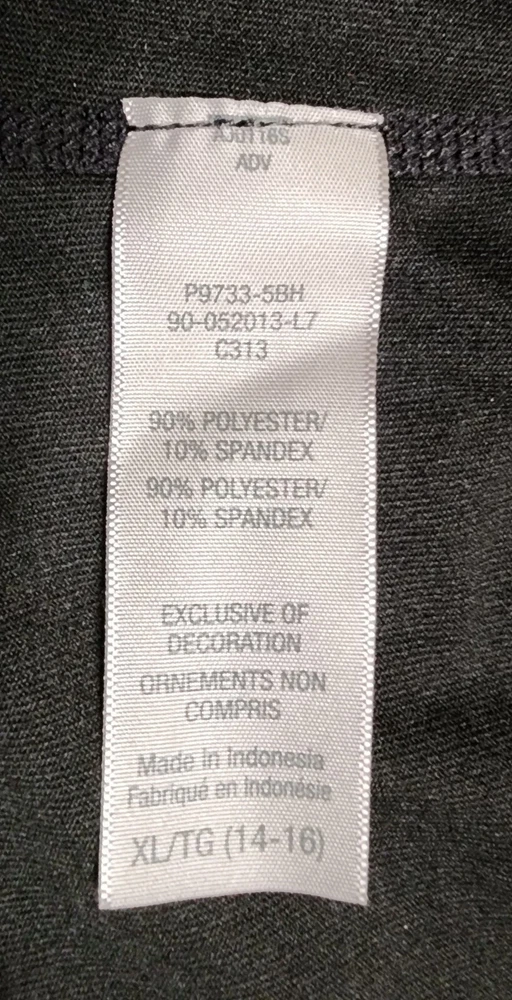 ADV
P9733-5BH
90-052013-L7
C313
90% POLYESTER/
10% SPANDEX
90% POLYESTER/
10% SPANDEX
EXCLUSIVE OF
DECORATION
ORNEMENTS NON
COMPRIS
Made in Indonesia
Fabriqué en Indonésie
XL/TG (14-16)